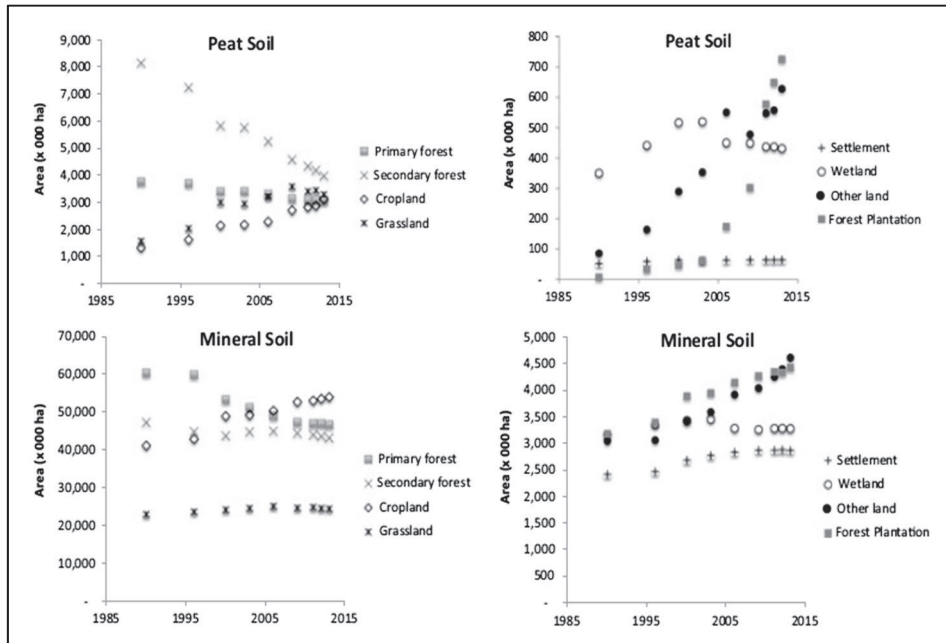 Peat Soil
Area (x 000 ha)
9,000
8,000
7,000
6,000
5,000
4,000
3,000
2,000
1,000
-
1985
1995
2005
2015
Primary forest
Secondary forest
Cropland
Grassland
Peat Soil
Area (x 000 ha)
800
700
600
500
400
300
200
100
-
1985
1995
2005
2015
Settlement
Wetland
Other land
Forest Plantation
Mineral Soil
Area (x 000 ha)
70,000
60,000
50,000
40,000
30,000
20,000
10,000
-
1985
1995
2005
2015
Primary forest
Secondary forest
Cropland
Grassland
Mineral Soil
Area (x 000 ha)
5,000
4,500
4,000
3,500
3,000
2,500
2,000
1,500
1,000
500
-
1985
1995
2005
2015
Settlement
Wetland
Other land
Forest Plantation